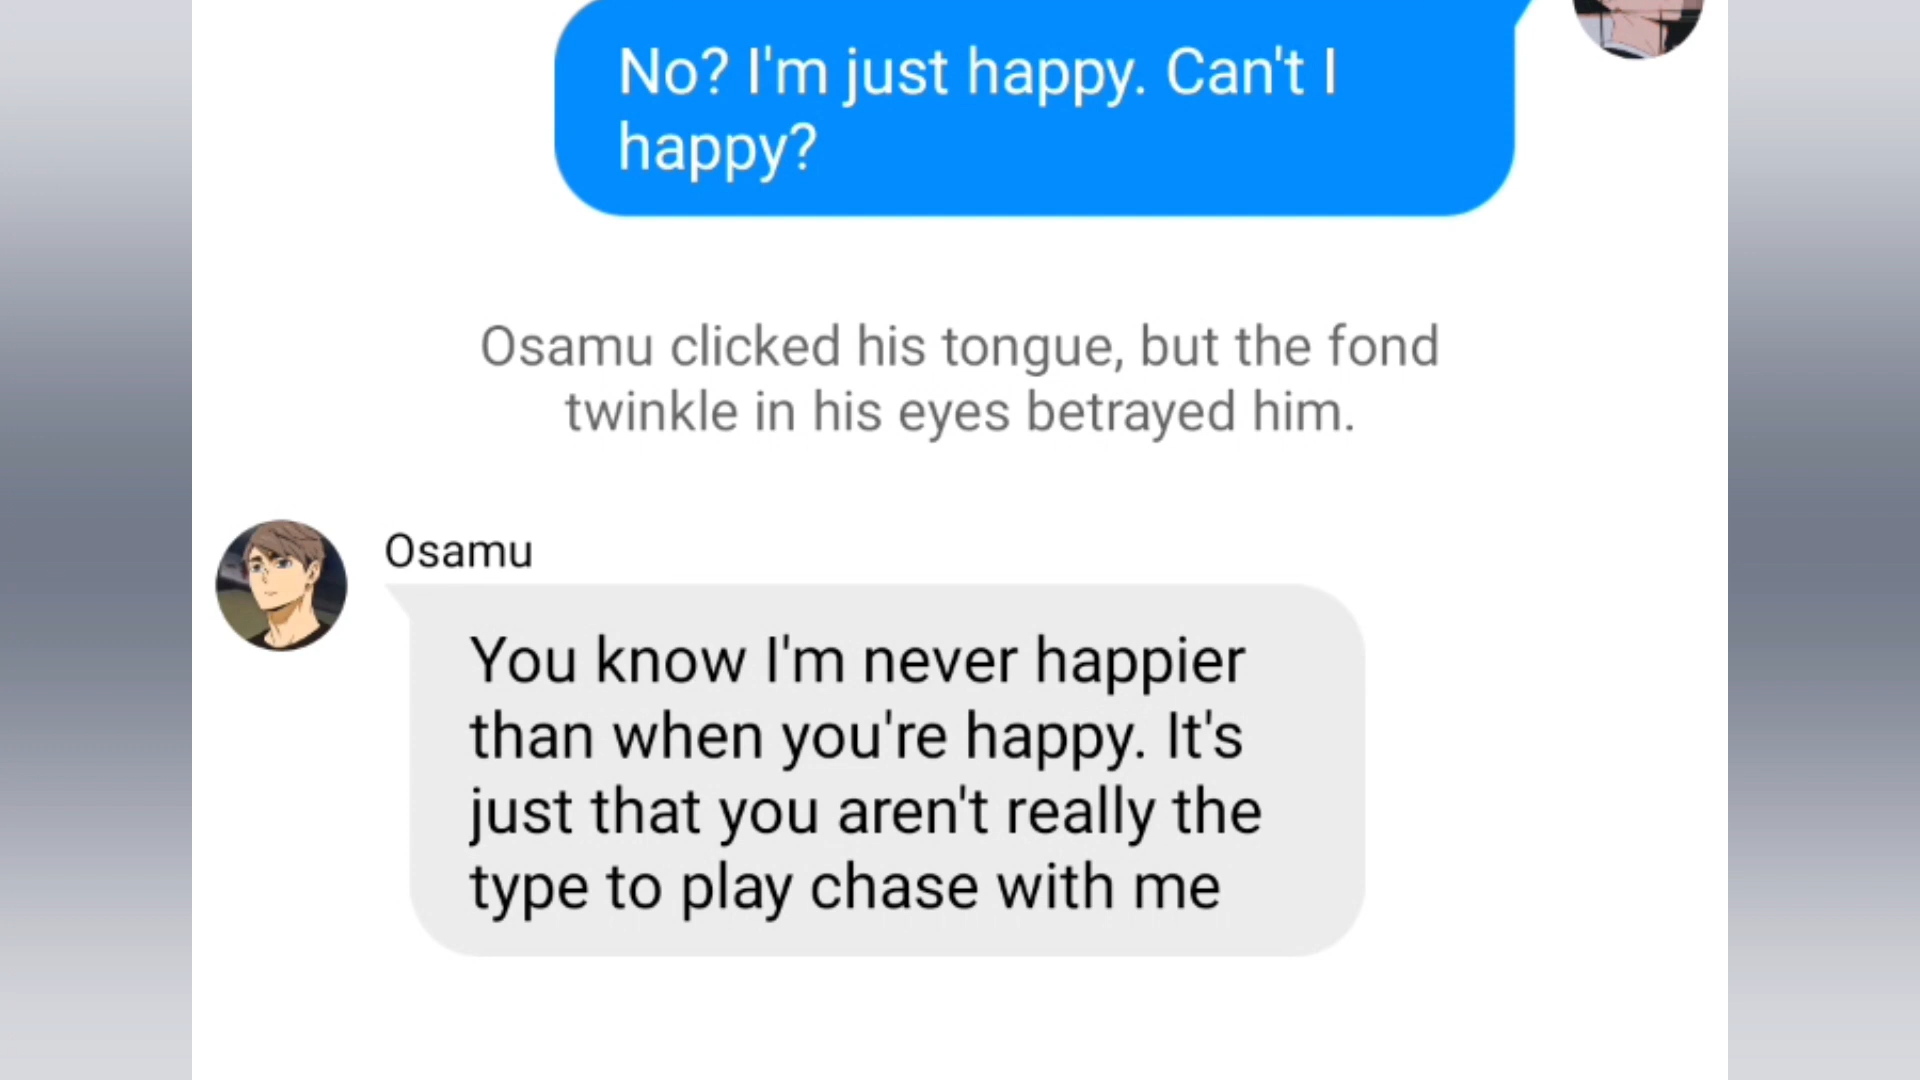 No? I'm just happy. Can't I
happy?
Osamu clicked his tongue, but the fond
twinkle in his eyes betrayed him.
Osamu
You know I'm never happier
than when you're happy. It's
just that you aren't really the
type to play chase with me